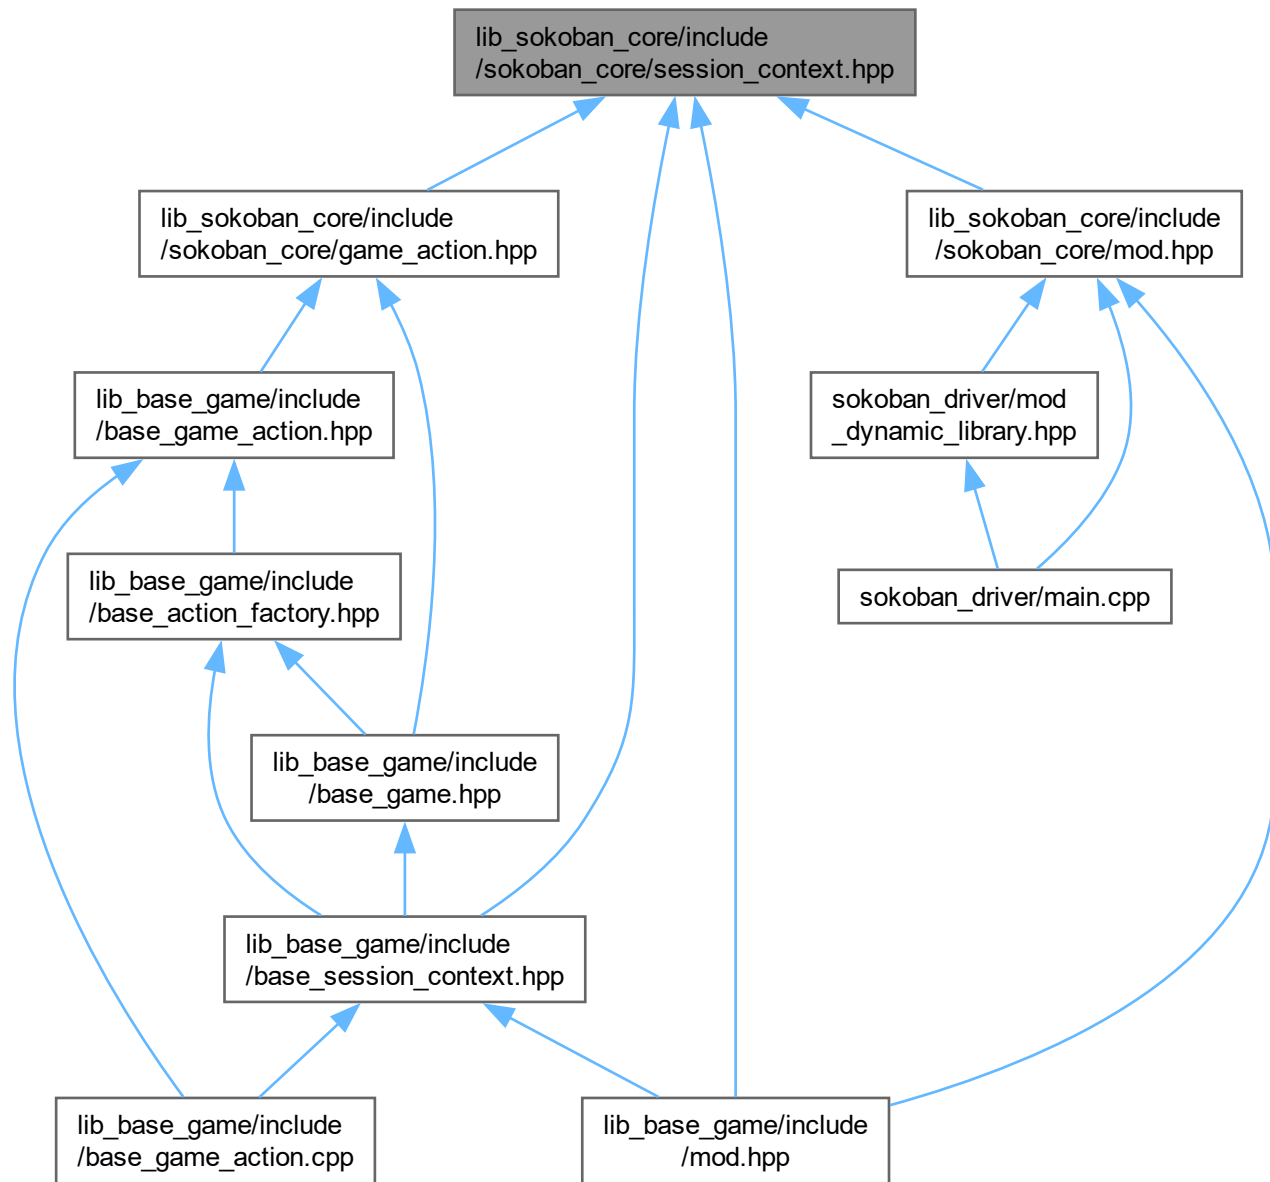 lib_sokoban_core/include
/sokoban_core/session_context.hpp
lib_sokoban_core/include
/sokoban_core/game_action.hpp
lib_sokoban_core/include
/sokoban_core/mod.hpp
lib_base_game/include
/base_game_action.hpp
sokoban_driver/mod
_dynamic_library.hpp
lib_base_game/include
/base_action_factory.hpp
sokoban_driver/main.cpp
lib_base_game/include
/base_game.hpp
lib_base_game/include
/base_session_context.hpp
lib_base_game/include
/base_game_action.cpp
lib_base_game/include
/mod.hpp